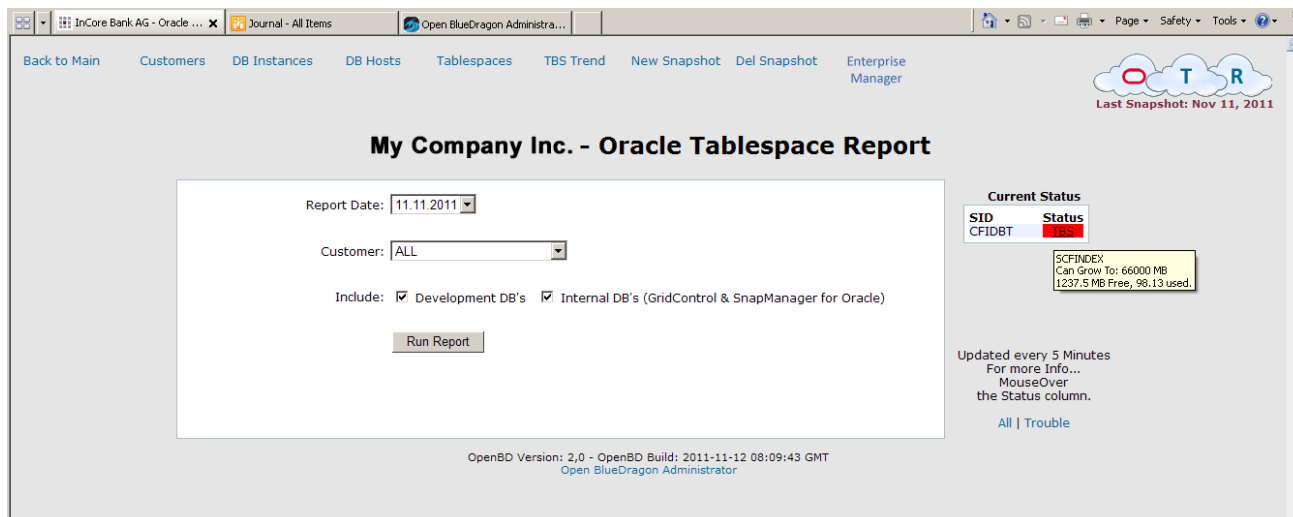 InCore Bank AG - Oracle ... Journal - All Items Open BlueDragon Administra... Page Safety Tools
Back to Main Customers DB Instances DB Hosts Tablespaces TBS Trend New Snapshot Del Snapshot Enterprise Manager
O T R
Last Snapshot: Nov 11, 2011
My Company Inc. - Oracle Tablespace Report
Report Date: 11.11.2011
Customer: ALL
Include: Development DB's Internal DB's (GridControl & SnapManager for Oracle)
Run Report
Current Status
SID Status
CFIDBT TBS
SCFINDEX
Can Grow To: 66000 MB
1237.5 MB Free, 98.13 used.
Updated every 5 Minutes
For more Info...
MouseOver
the Status column.
All | Trouble
OpenBD Version: 2,0 - OpenBD Build: 2011-11-12 08:09:43 GMT
Open BlueDragon Administrator